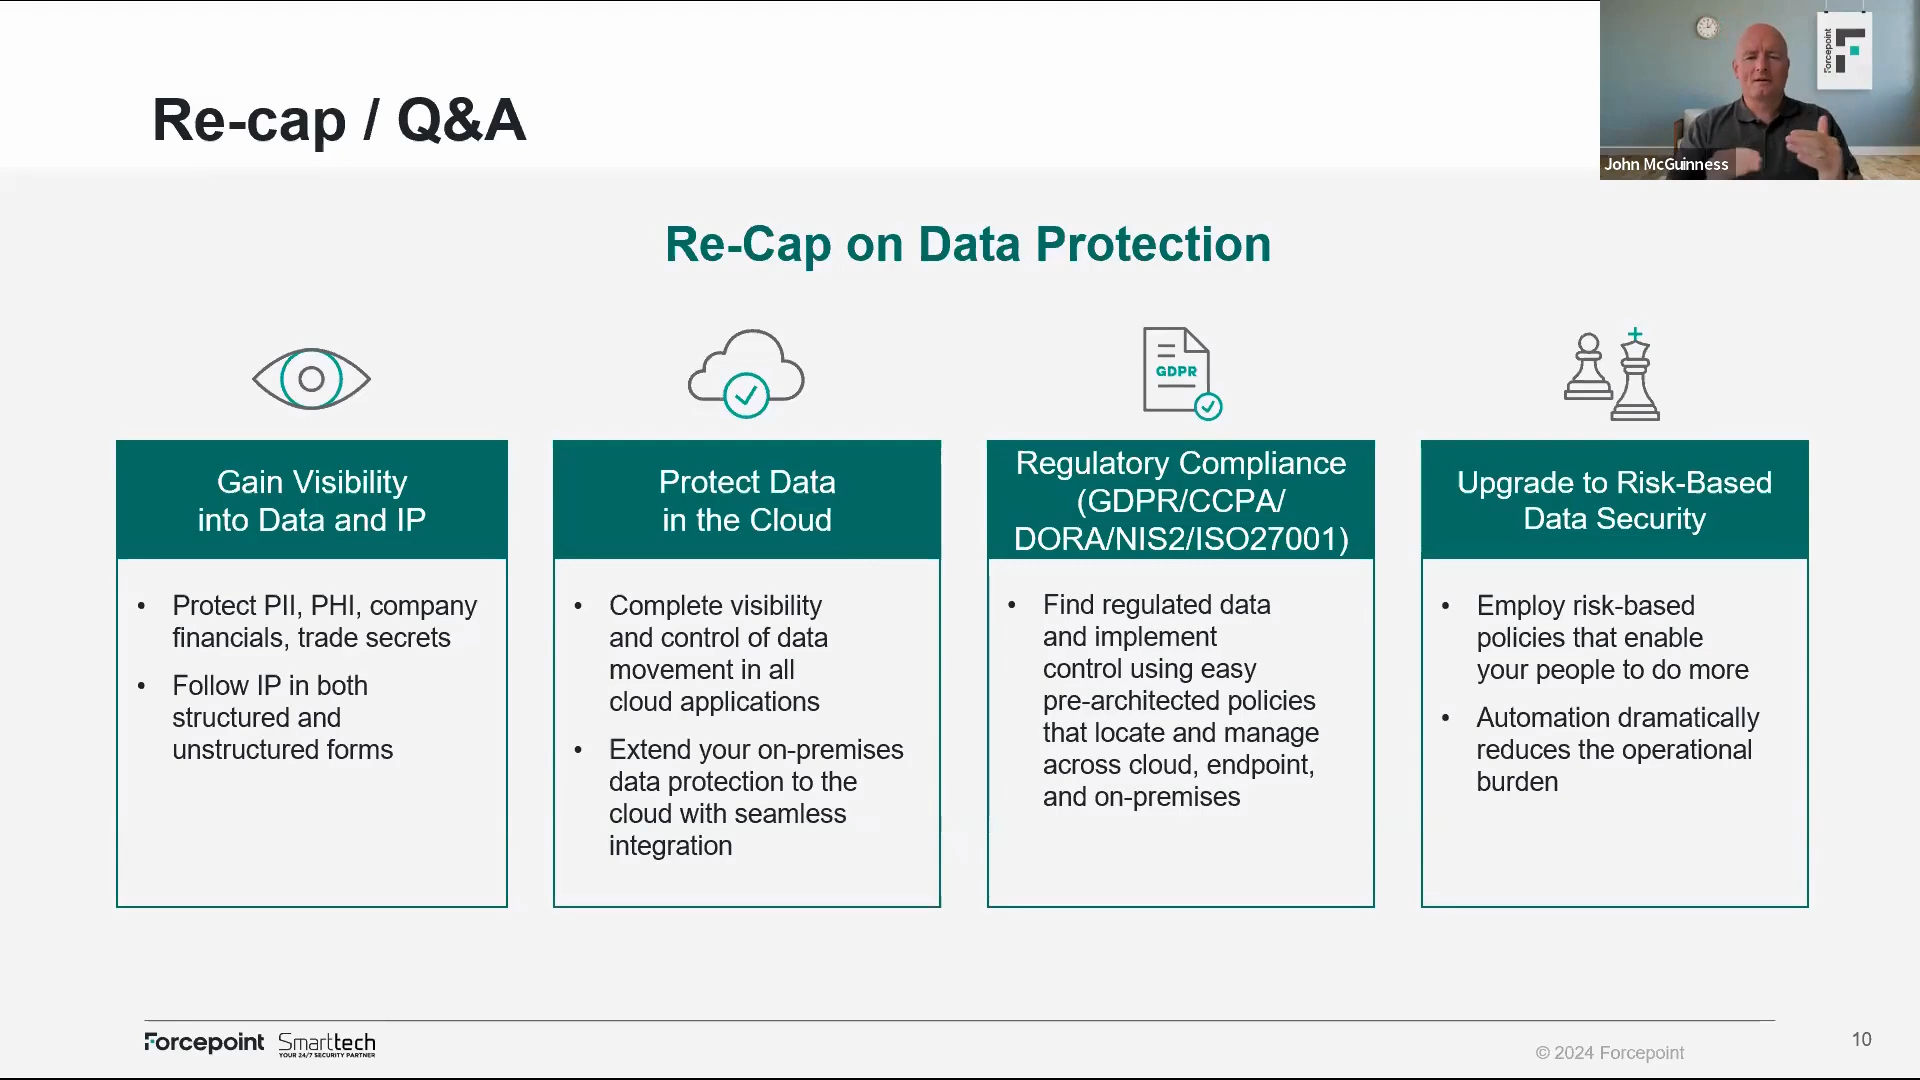 Re-cap / Q&A
Forcepoint
John McGuinness
Re-Cap on Data Protection
GDPR
Gain Visibility
into Data and IP
• Protect PII, PHI, company
financials, trade secrets
• Follow IP in both
structured and
unstructured forms
Protect Data
in the Cloud
• Complete visibility
and control of data
movement in all
cloud applications
• Extend your on-premises
data protection to the
cloud with seamless
integration
Regulatory Compliance
(GDPR/CCPA/
DORA/NIS2/ISO27001)
• Find regulated data
and implement
control using easy
pre-architected policies
that locate and manage
across cloud, endpoint,
and on-premises
Upgrade to Risk-Based
Data Security
• Employ risk-based
policies that enable
your people to do more
• Automation dramatically
reduces the operational
burden
Forcepoint
Smarttech
YOUR 24/7 SECURITY PARTNER
© 2024 Forcepoint
10